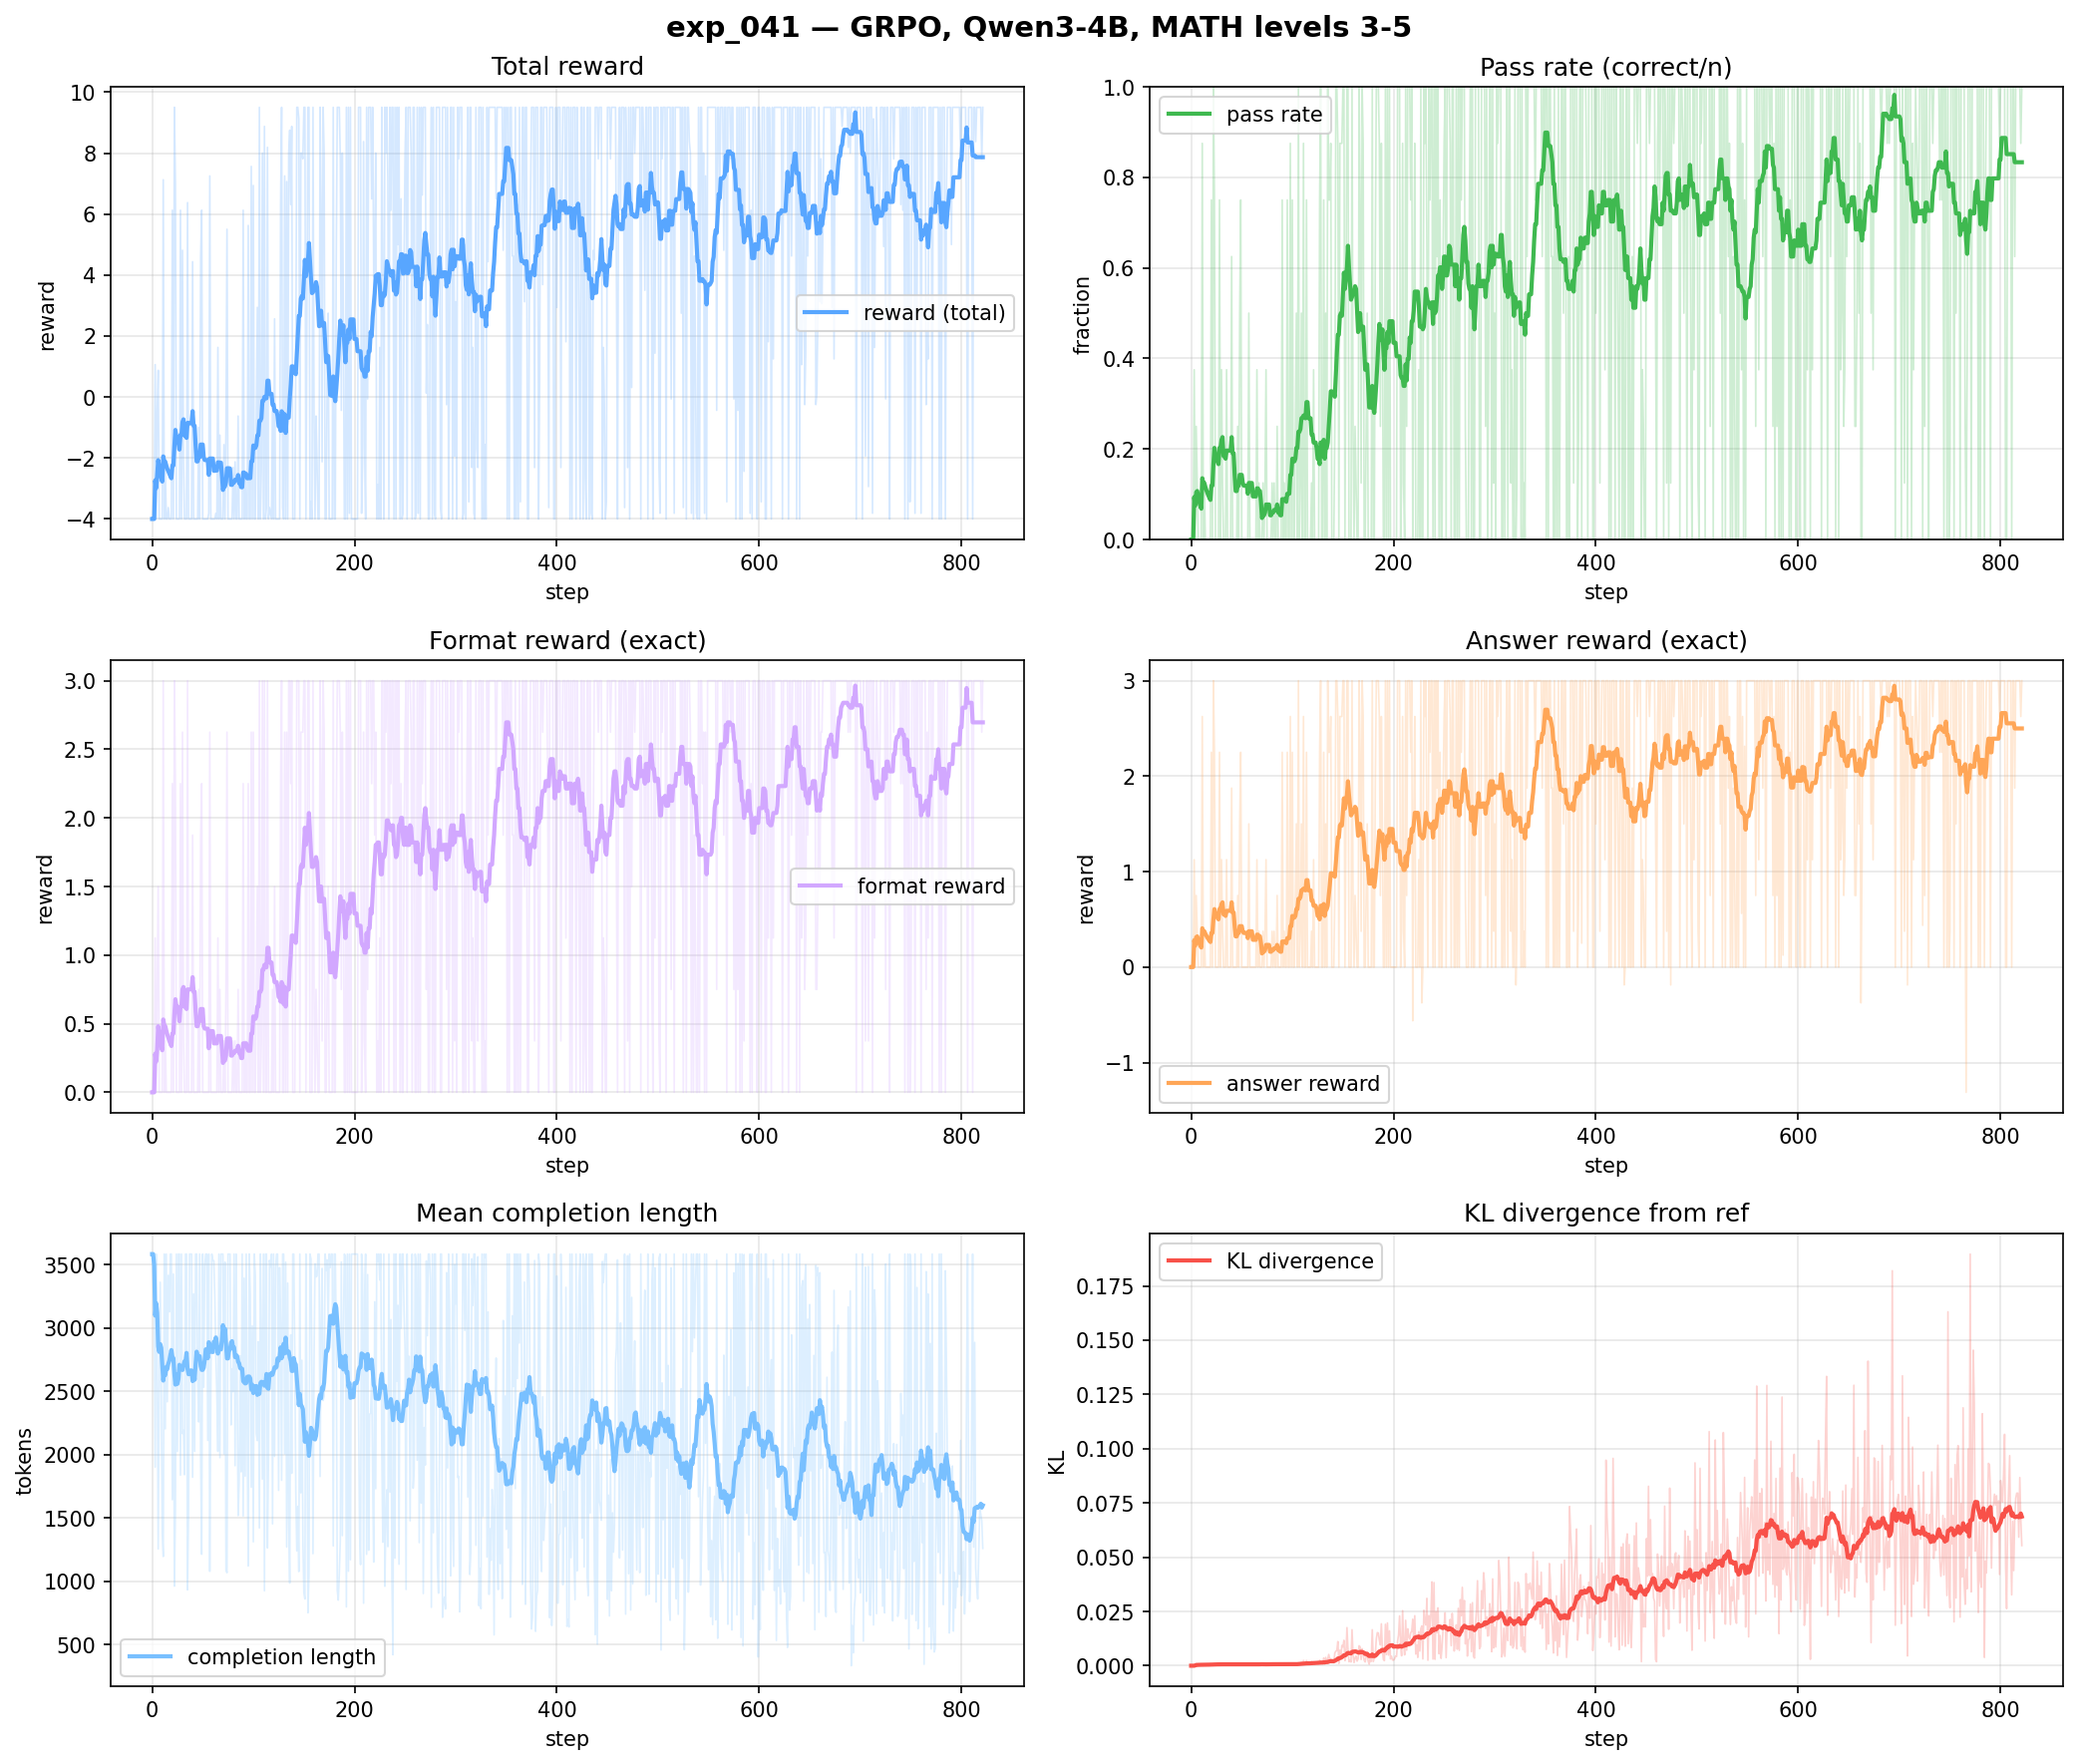 exp_041 — GRPO, Qwen3-4B, MATH levels 3-5
Total reward
10
8
6
4
2
0
−2
−4
reward
reward (total)
0 200 400 600 800
step
Pass rate (correct/n)
1.0
0.8
0.6
0.4
0.2
0.0
fraction
pass rate
0 200 400 600 800
step
Format reward (exact)
3.0
2.5
2.0
1.5
1.0
0.5
0.0
reward
format reward
0 200 400 600 800
step
Answer reward (exact)
3
2
1
0
−1
reward
answer reward
0 200 400 600 800
step
Mean completion length
3500
3000
2500
2000
1500
1000
500
tokens
completion length
0 200 400 600 800
step
KL divergence from ref
0.175
0.150
0.125
0.100
0.075
0.050
0.025
0.000
KL
KL divergence
0 200 400 600 800
step